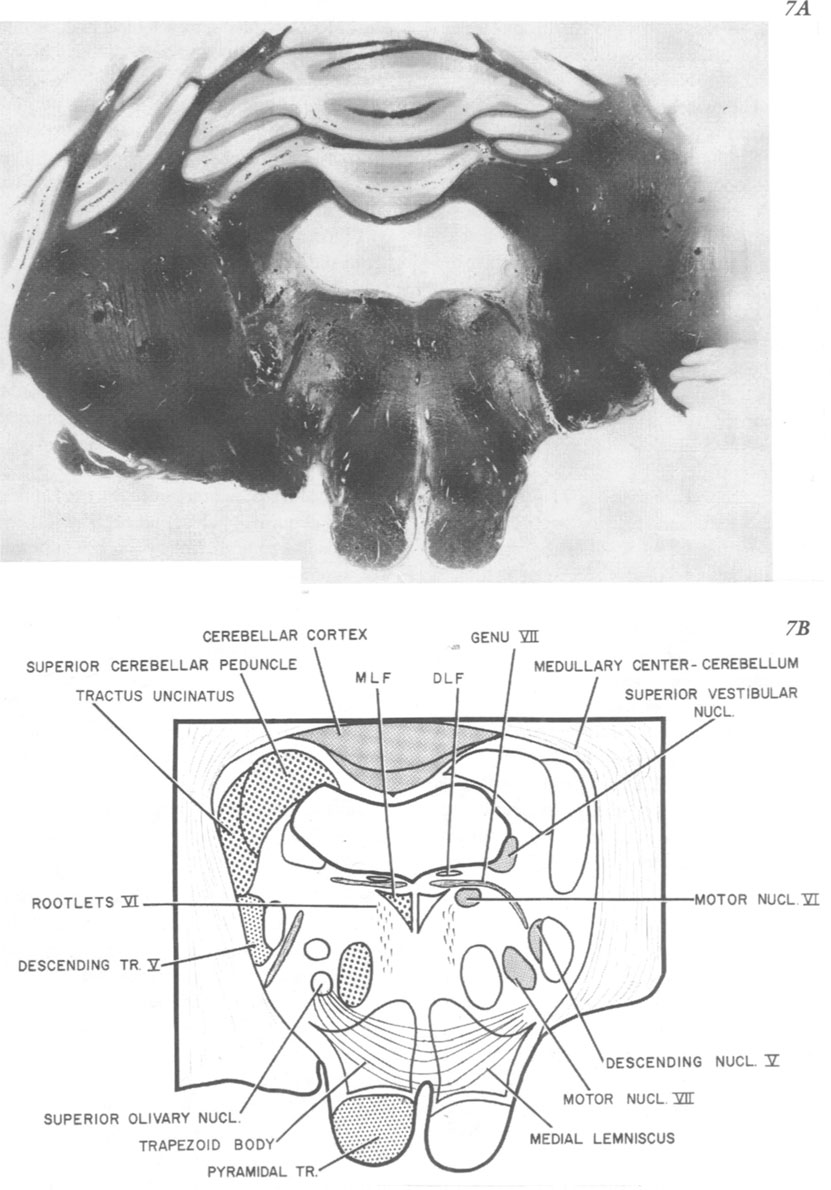 7A
7B
CEREBELLAR CORTEX
GENU VII
SUPERIOR CEREBELLAR PEDUNCLE
MLF
DLF
MEDULLARY CENTER-CEREBELLUM
TRACTUS UNCINATUS
SUPERIOR VESTIBULAR
NUCL.
ROOTLETS VI
MOTOR NUCL. VI
DESCENDING TR. V
DESCENDING NUCL. V
MOTOR NUCL. VII
SUPERIOR OLIVARY NUCL.
MEDIAL LEMNISCUS
TRAPEZOID BODY
PYRAMIDAL TR.